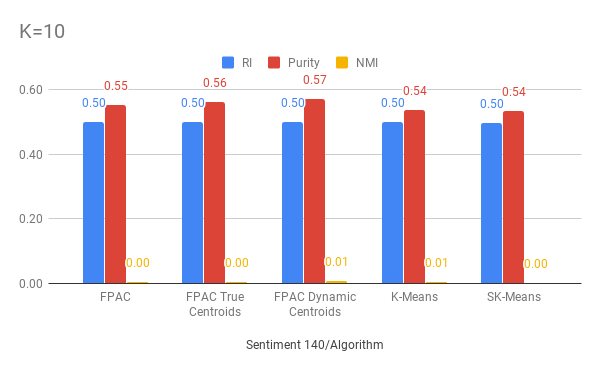 K=10
RI Purity NMI
0.60
0.40
0.20
0.00
0.50 0.55 0.00
0.50 0.56 0.00
0.50 0.57 0.01
0.50 0.54 0.01
0.50 0.54 0.00
FPAC
FPAC True
Centroids
FPAC Dynamic
Centroids
K-Means
SK-Means
Sentiment 140/Algorithm